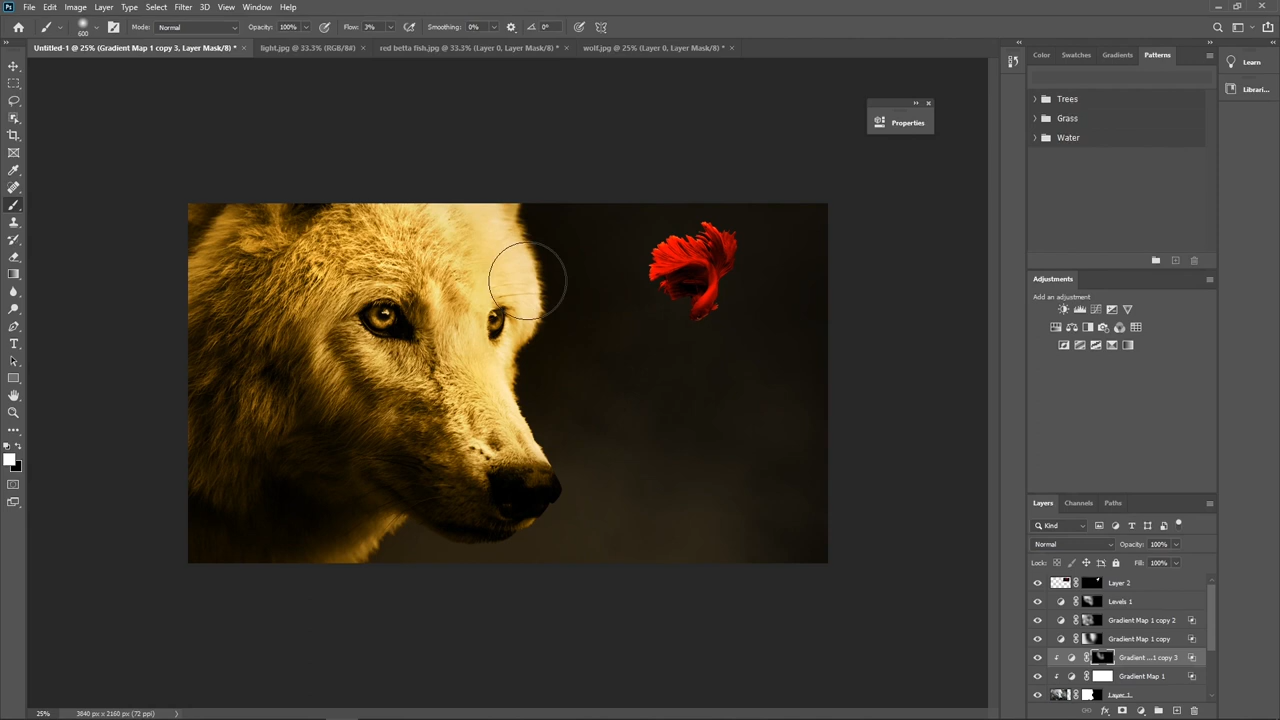 File Edit Image Layer Type Select Filter 3D View Window Help
Mode: Normal Opacity: 100% Flow: 3% Smoothing: 0% 0°
600
Untitled-1 @ 25% (Gradient Map 1 copy 3, Layer Mask/8) * × light.jpg @ 33.3% (RGB/8#) × red betta fish.jpg @ 33.3% (Layer 0, Layer Mask/8) * × wolf.jpg @ 25% (Layer 0, Layer Mask/8) * ×
Color Swatches Gradients Patterns
Learn
Librari...
Trees
Grass
Water
Properties
Adjustments
Add an adjustment
Layers Channels Paths
Kind
Normal Opacity: 100%
Lock: Fill: 100%
Layer 2
Levels 1
Gradient Map 1 copy 2
Gradient Map 1 copy
Gradient ...1 copy 3
Gradient Map 1
Layer 1
25% 3840 px x 2160 px (72 ppi)